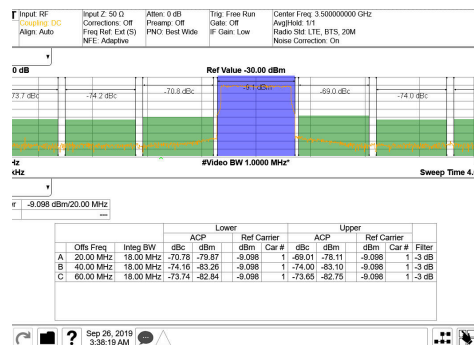 Input: RF
Coupling: DC
Align: Auto
Input Z: 50 Ω
Corrections: Off
Freq Ref: Ext (S)
NFE: Adaptive
Atten: 0 dB
Preamp: Off
PNO: Best Wide
Trig: Free Run
Gate: Off
IF Gain: Low
Center Freq: 3.500000000 GHz
Avg|Hold: 1/1
Radio Std: LTE, BTS, 20M
Noise Correction: On
0 dB
Ref Value -30.00 dBm
73.7 dBc
-74.2 dBc
-70.8 dBc
-9.1 dBm
-69.0 dBc
-74.0 dBc
Hz
#Video BW 1.0000 MHz*
kHz
Sweep Time 4.
-9.098 dBm/20.00 MHz
---
Lower Upper
ACP Ref Carrier ACP Ref Carrier
Offs Freq Integ BW dBc dBm dBm Car # dBc dBm dBm Car # Filter
A 20.00 MHz 18.00 MHz -70.78 -79.87 -9.098 1 -69.01 -78.11 -9.098 1 -3 dB
B 40.00 MHz 18.00 MHz -74.16 -83.26 -9.098 1 -74.00 -83.10 -9.098 1 -3 dB
C 60.00 MHz 18.00 MHz -73.74 -82.84 -9.098 1 -73.65 -82.75 -9.098 1 -3 dB
?
Sep 26, 2019
3:38:19 AM